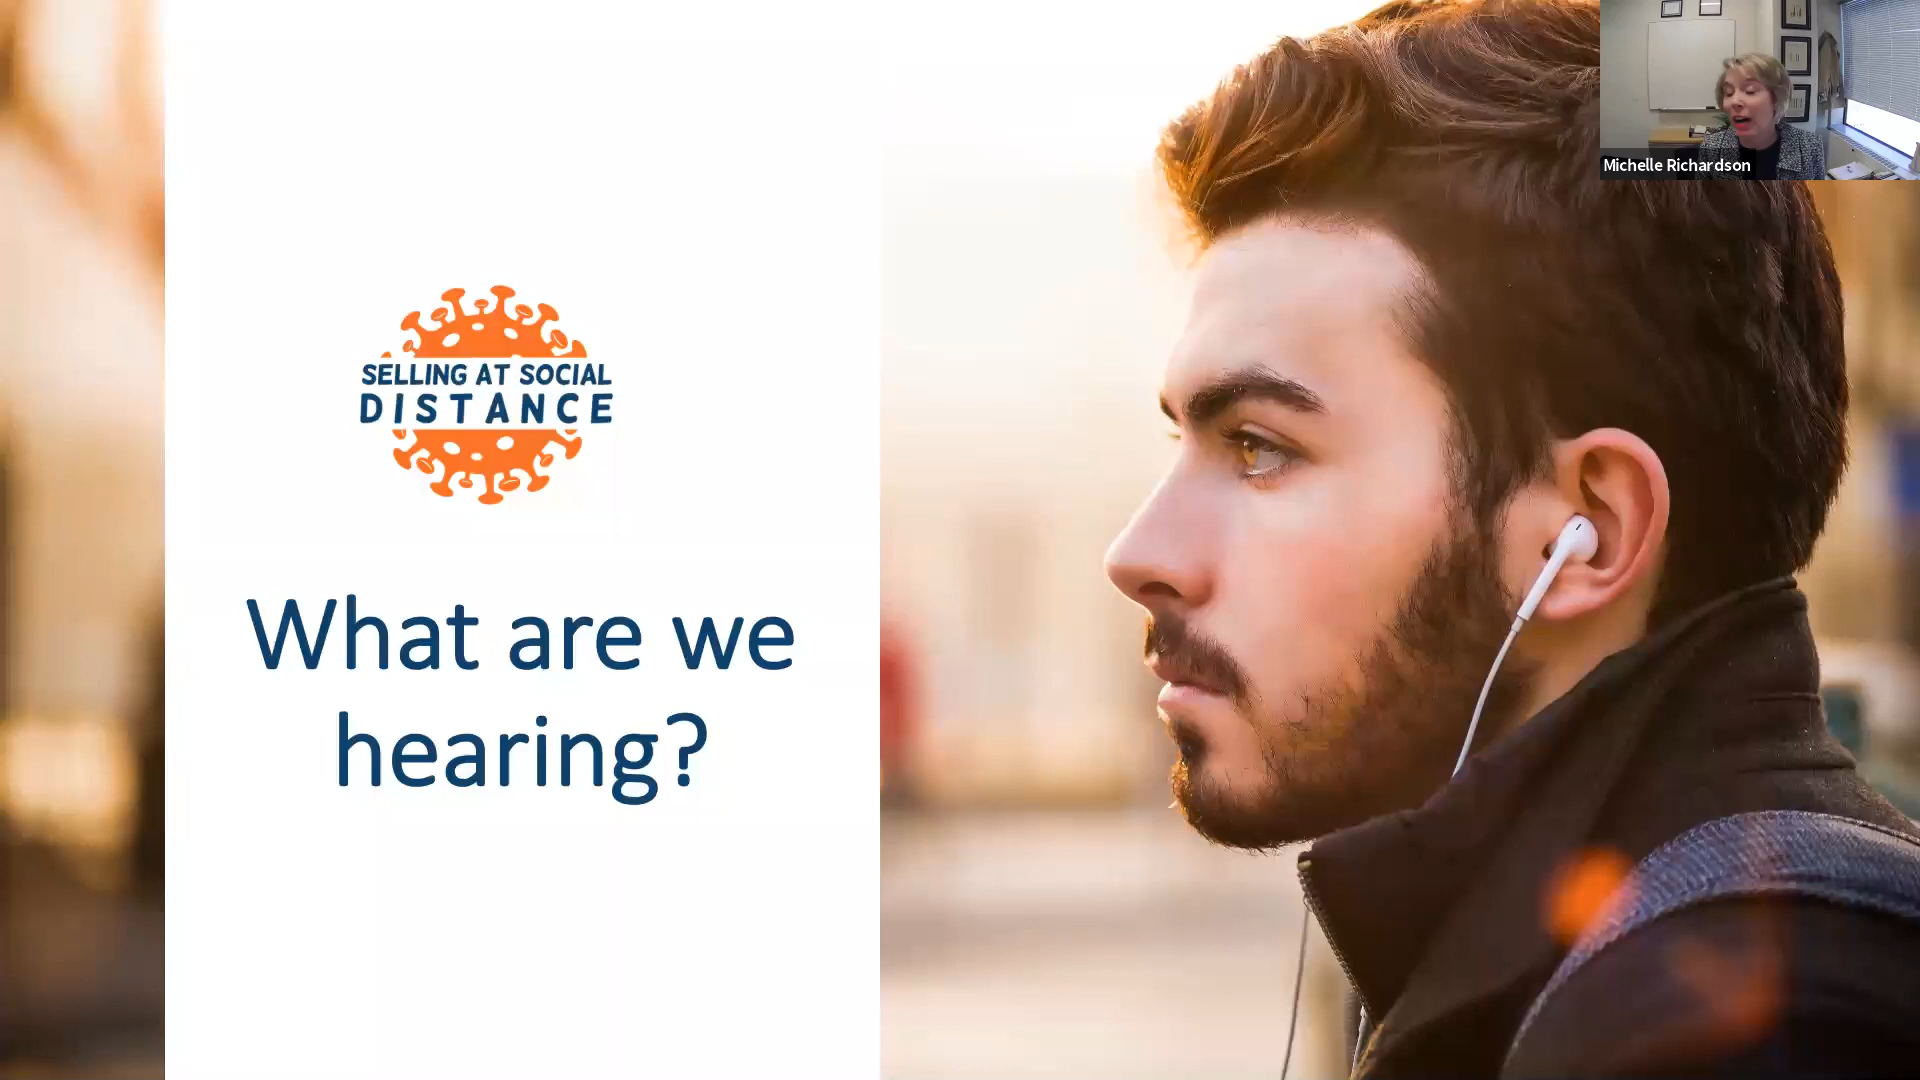 Michelle Richardson
SELLING AT SOCIAL
DISTANCE
What are we
hearing?